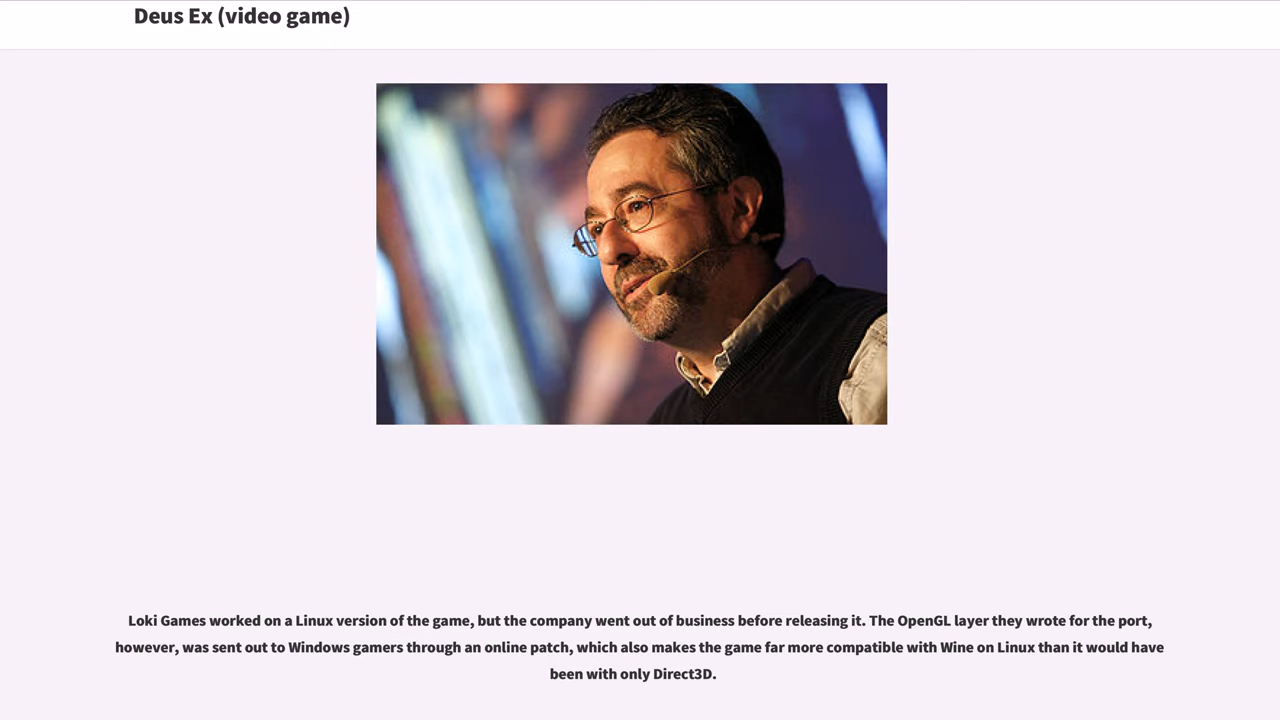 Deus Ex (video game)
Loki Games worked on a Linux version of the game, but the company went out of business before releasing it. The OpenGL layer they wrote for the port,
however, was sent out to Windows gamers through an online patch, which also makes the game far more compatible with Wine on Linux than it would have
been with only Direct3D.